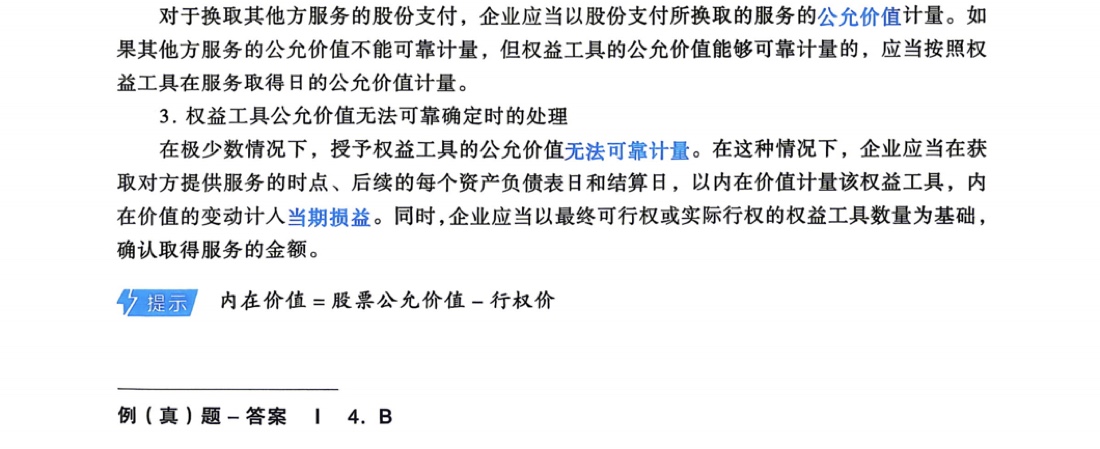 对于换取其他方服务的股份支付，企业应当以股份支付所换取的服务的公允价值计量。如
果其他方服务的公允价值不能可靠计量，但权益工具的公允价值能够可靠计量的，应当按照权
益工具在服务取得日的公允价值计量。
3. 权益工具公允价值无法可靠确定时的处理
在极少数情况下，授予权益工具的公允价值无法可靠计量。在这种情况下，企业应当在获
取对方提供服务的时点、后续的每个资产负债表日和结算日，以内在价值计量该权益工具，内
在价值的变动计人当期损益。同时，企业应当以最终可行权或实际行权的权益工具数量为基础，
确认取得服务的金额。
提示 内在价值 = 股票公允价值 - 行权价
例（真）题 - 答案 Ⅰ 4. B